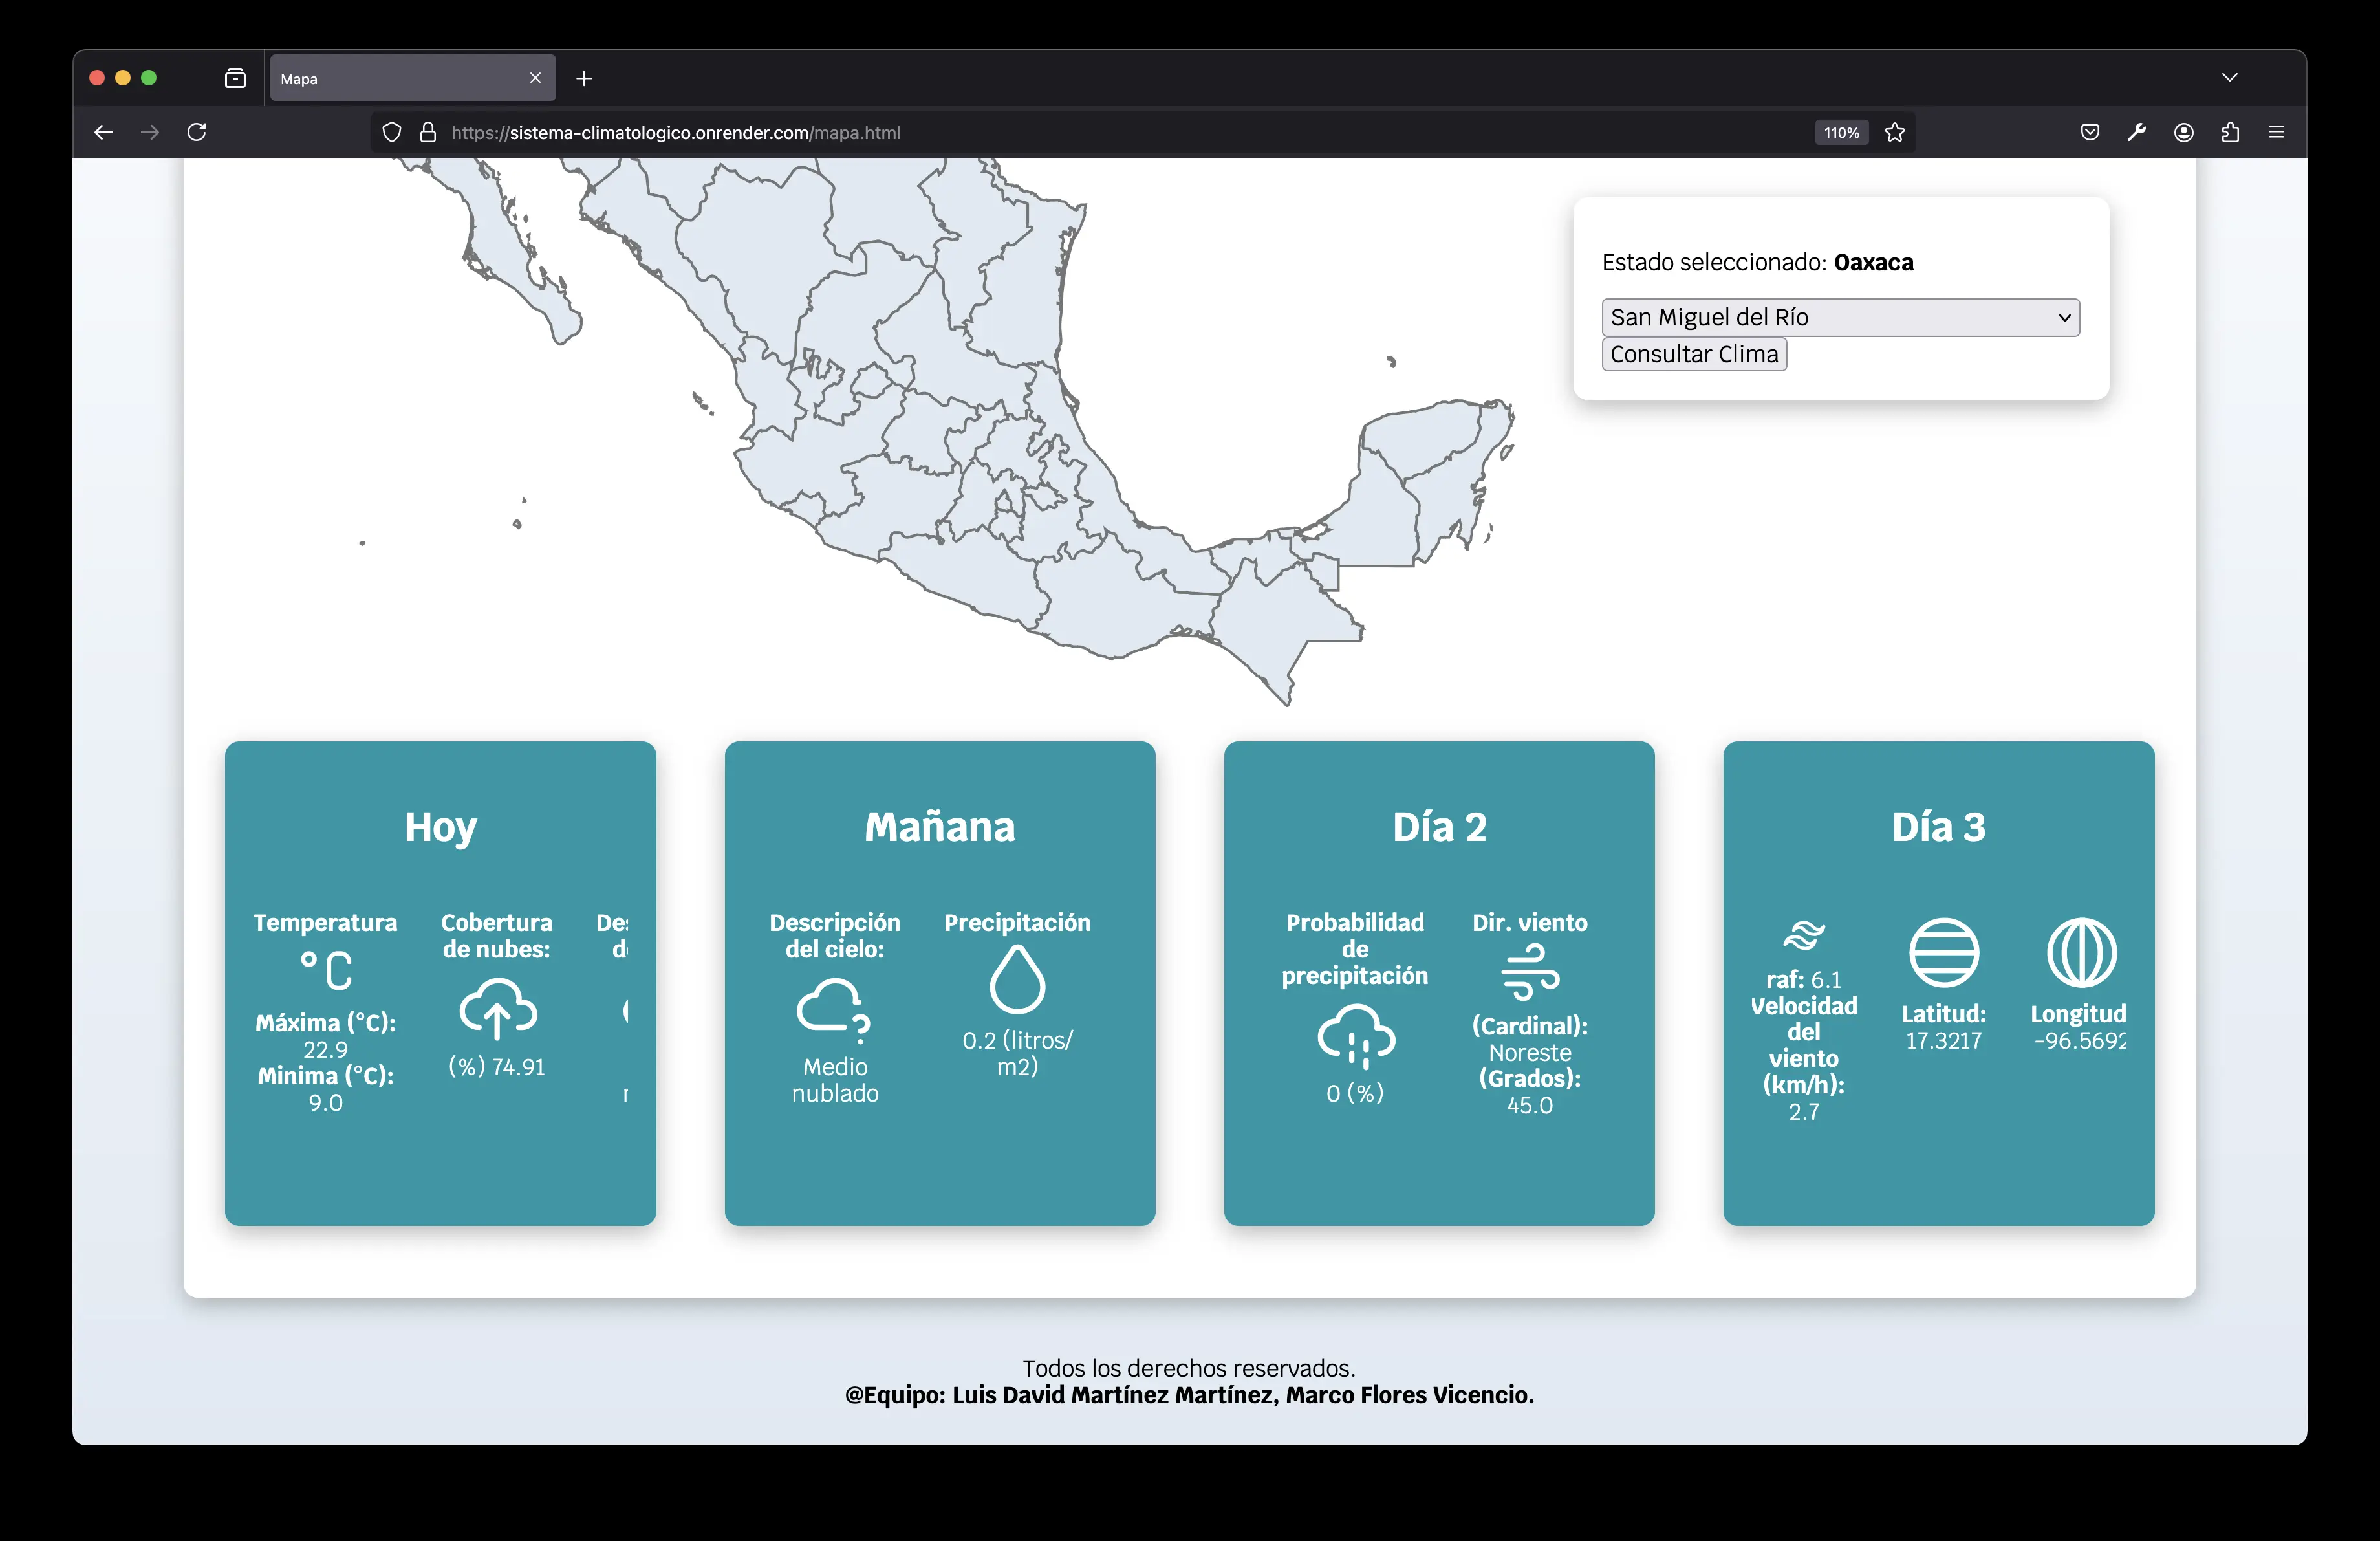 Mapa
https://sistema-climatologico.onrender.com/mapa.html
110%
Estado seleccionado: Oaxaca
San Miguel del Río
Consultar Clima
Hoy
Temperatura
°C
Máxima (°C):
22.9
Minima (°C):
9.0
Cobertura
de nubes:
(%) 74.91
Mañana
Descripción
del cielo:
Medio
nublado
Precipitación
0.2 (litros/
m2)
Día 2
Probabilidad
de
precipitación
0 (%)
Dir. viento
(Cardinal):
Noreste
(Grados):
45.0
Día 3
raf: 6.1
Velocidad
del
viento
(km/h):
2.7
Latitud:
17.3217
Longitud
-96.5692
Todos los derechos reservados.
@Equipo: Luis David Martínez Martínez, Marco Flores Vicencio.